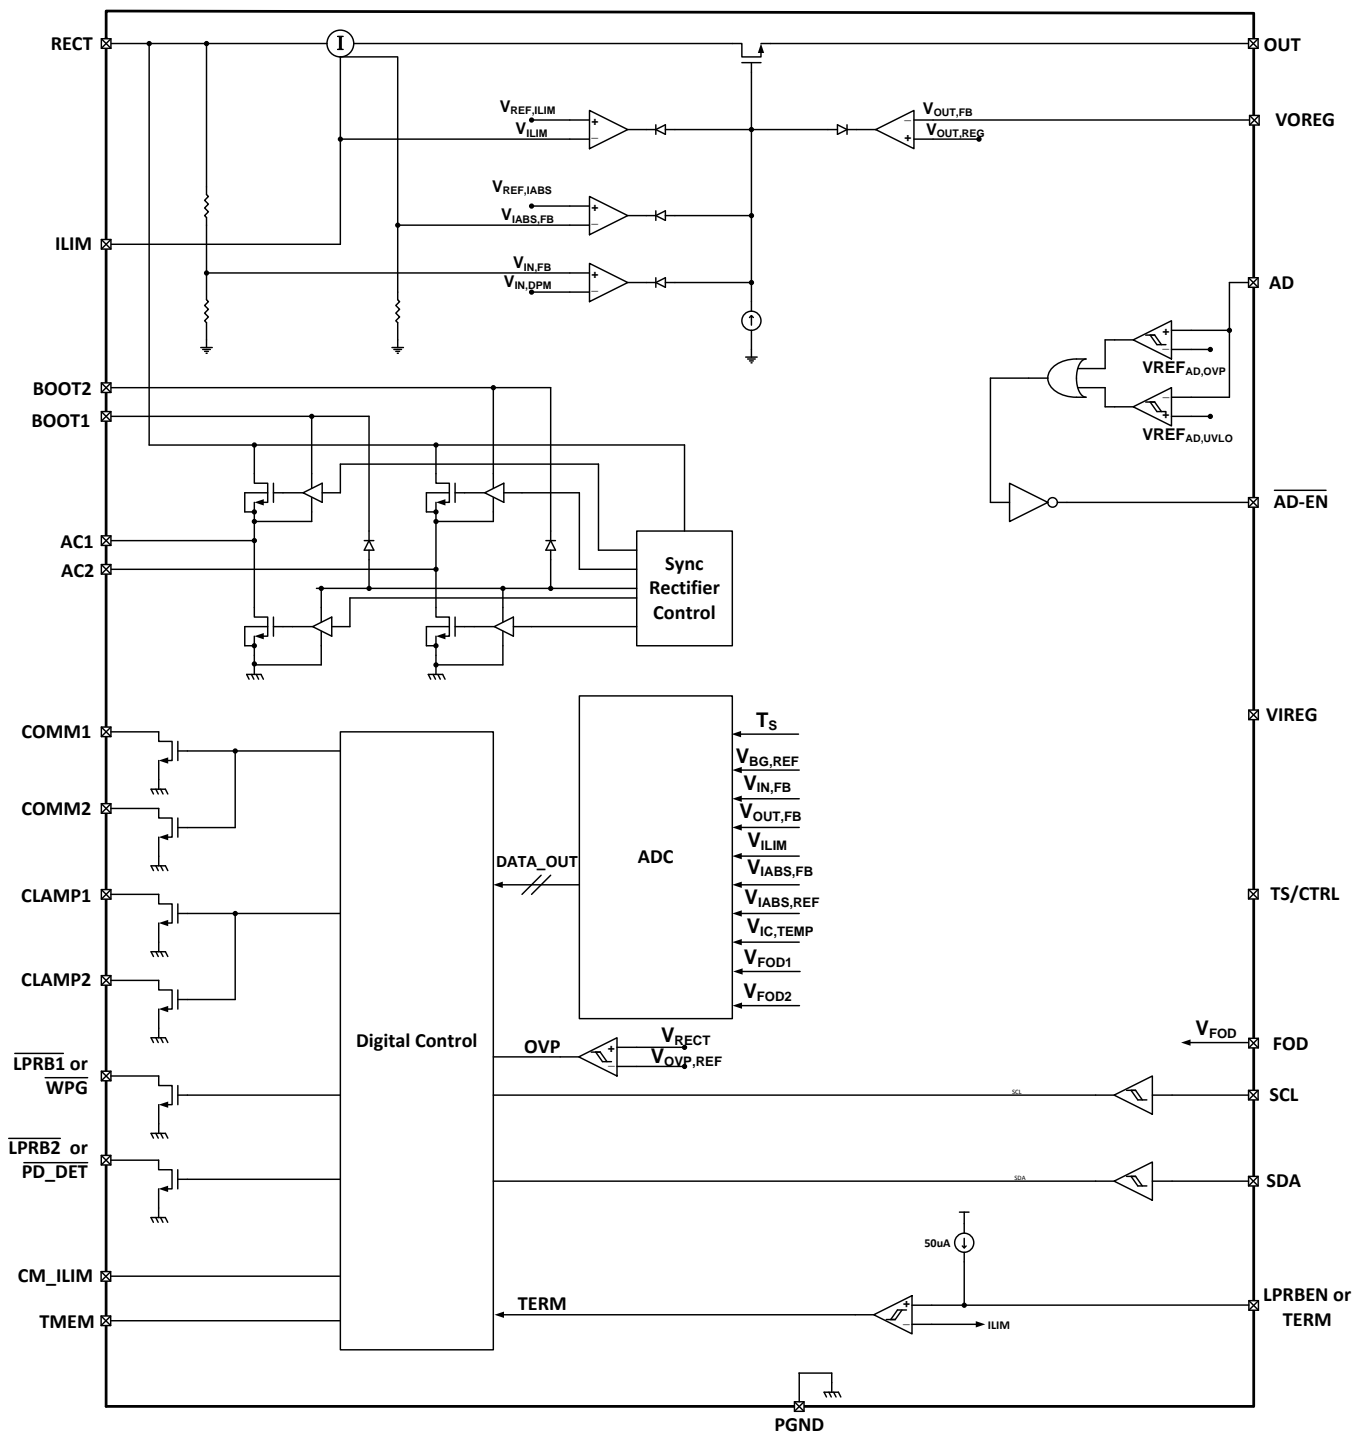 RECT
I
OUT
V_REF,ILIM
V_ILIM
V_OUT,FB
V_OUT,REG
VOREG
V_REF,IABS
V_IABS,FB
ILIM
V_IN,FB
V_IN,DPM
AD
VREF_AD,OVP
VREF_AD,UVLO
BOOT2
BOOT1
AD-EN
AC1
AC2
Sync
Rectifier
Control
COMM1
COMM2
CLAMP1
CLAMP2
LPRB1 or
WPG
LPRB2 or
PD_DET
CM_ILIM
TMEM
Digital Control
DATA_OUT
ADC
T_S
V_BG,REF
V_IN,FB
V_OUT,FB
V_ILIM
V_IABS,FB
V_IABS,REF
V_IC,TEMP
V_FOD1
V_FOD2
OVP
V_RECT
V_OVP,REF
VIREG
TS/CTRL
V_FOD
FOD
SCL
SCL
SDA
SDA
50uA
TERM
ILIM
LPRBEN or
TERM
PGND